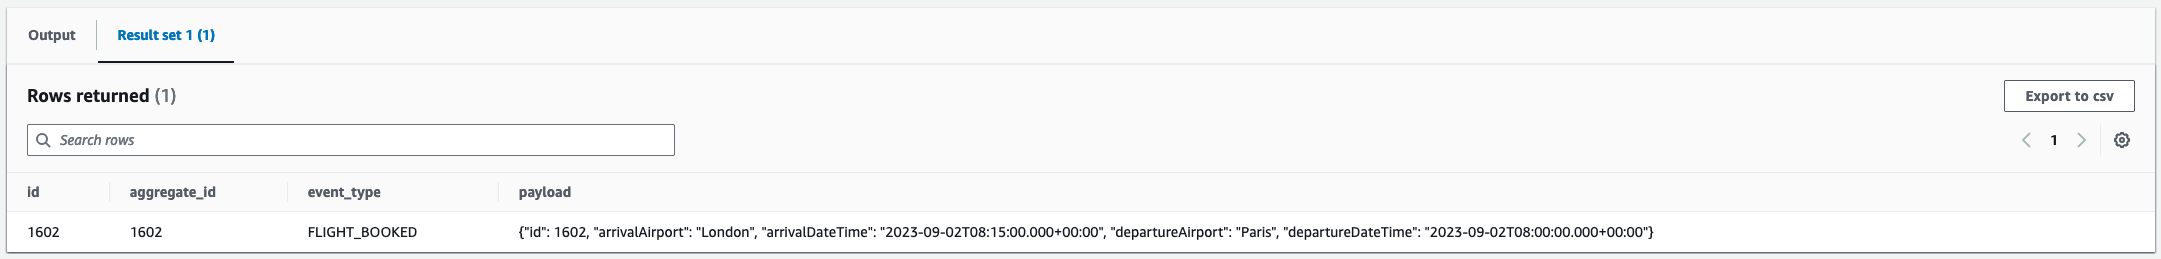 Output Result set 1 (1)
Rows returned (1) Export to csv
Search rows 1
id aggregate_id event_type payload
1602 1602 FLIGHT_BOOKED {"id": 1602, "arrivalAirport": "London", "arrivalDateTime": "2023-09-02T08:15:00.000+00:00", "departureAirport": "Paris", "departureDateTime": "2023-09-02T08:00:00.000+00:00"}